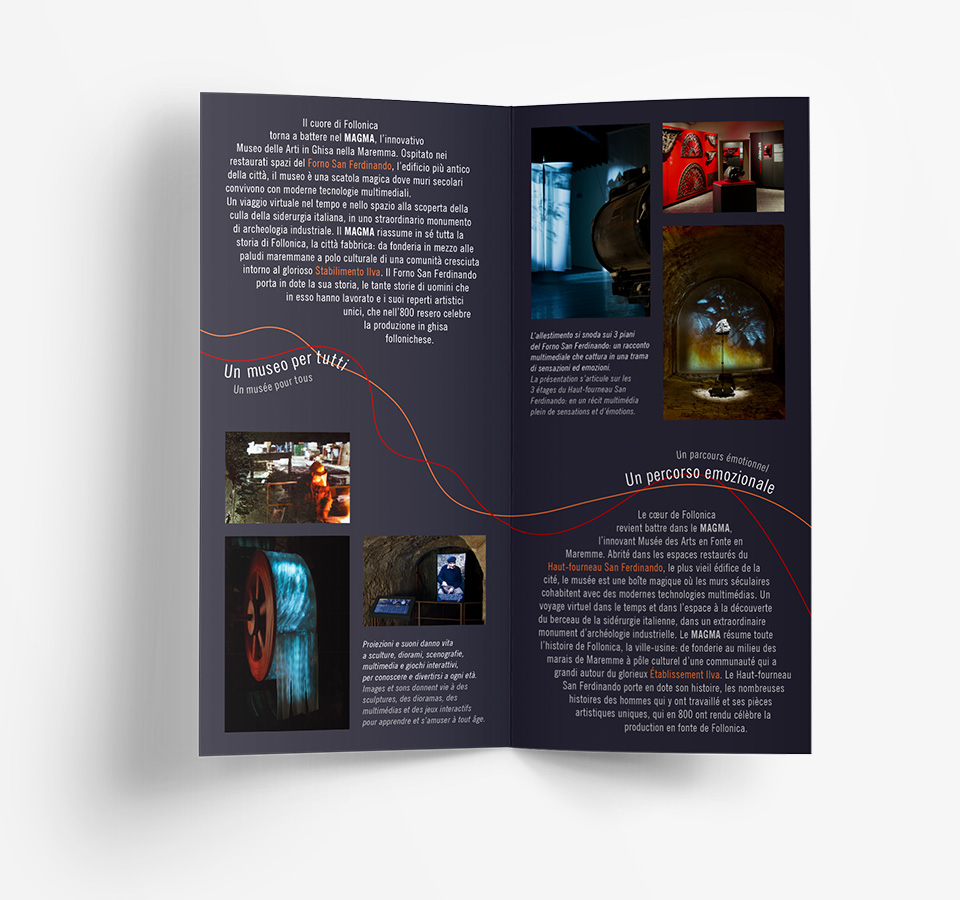 Il cuore di Follonica
torna a battere nel MAGMA, l'innovativo
Museo delle Arti in Ghisa nella Maremma. Ospitato nei
restaurati spazi del Forno San Ferdinando, l'edificio più antico
della città, il museo è una scatola magica dove muri secolari
convivono con moderne tecnologie multimediali.
Un viaggio virtuale nel tempo e nello spazio alla scoperta della
culla della siderurgia italiana, in uno straordinario monumento
di archeologia industriale. Il MAGMA riassume in sé tutta la
storia di Follonica, la città fabbrica: da fonderia in mezzo alle
paludi maremmane a polo culturale di una comunità cresciuta
intorno al glorioso Stabilimento Ilva. Il Forno San Ferdinando
porta in dote la sua storia, le tante storie di uomini che
in esso hanno lavorato e i suoi reperti artistici
unici, che nell'800 resero celebre
la produzione in ghisa
follonichese.
Un museo per tutti
Un musée pour tous
Proiezioni e suoni danno vita
a sculture, diorami, scenografie,
multimedia e giochi interattivi,
per conoscere e divertirsi a ogni età.
Images et sons donnent vie à des
sculptures, des dioramas, des
multimédias et des jeux interactifs
pour apprendre et s'amuser à tout âge.
L'allestimento si snoda sui 3 piani
del Forno San Ferdinando: un racconto
multimediale che cattura in una trama
di sensazioni ed emozioni.
La présentation s'articule sur les
3 étages du Haut-fourneau San
Ferdinando: en un récit multimédia
plein de sensations et d'émotions.
Un parcours émotionnel
Un percorso emozionale
Le cœur de Follonica
revient battre dans le MAGMA,
l'innovant Musée des Arts en Fonte en
Maremme. Abrité dans les espaces restaurés du
Haut-fourneau San Ferdinando, le plus vieil édifice de la
cité, le musée est une boîte magique où les murs séculaires
cohabitent avec des modernes technologies multimédias. Un
voyage virtuel dans le temps et dans l'espace à la découverte
du berceau de la sidérurgie italienne, dans un extraordinaire
monument d'archéologie industrielle. Le MAGMA résume toute
l'histoire de Follonica, la ville-usine: de fonderie au milieu des
marais de Maremme à pôle culturel d'une communauté qui a
grandi autour du glorieux Établissement Ilva. Le Haut-fourneau
San Ferdinando porte en dote son histoire, les nombreuses
histoires des hommes qui y ont travaillé et ses pièces
artistiques uniques, qui en 800 ont rendu célèbre la
production en fonte de Follonica.